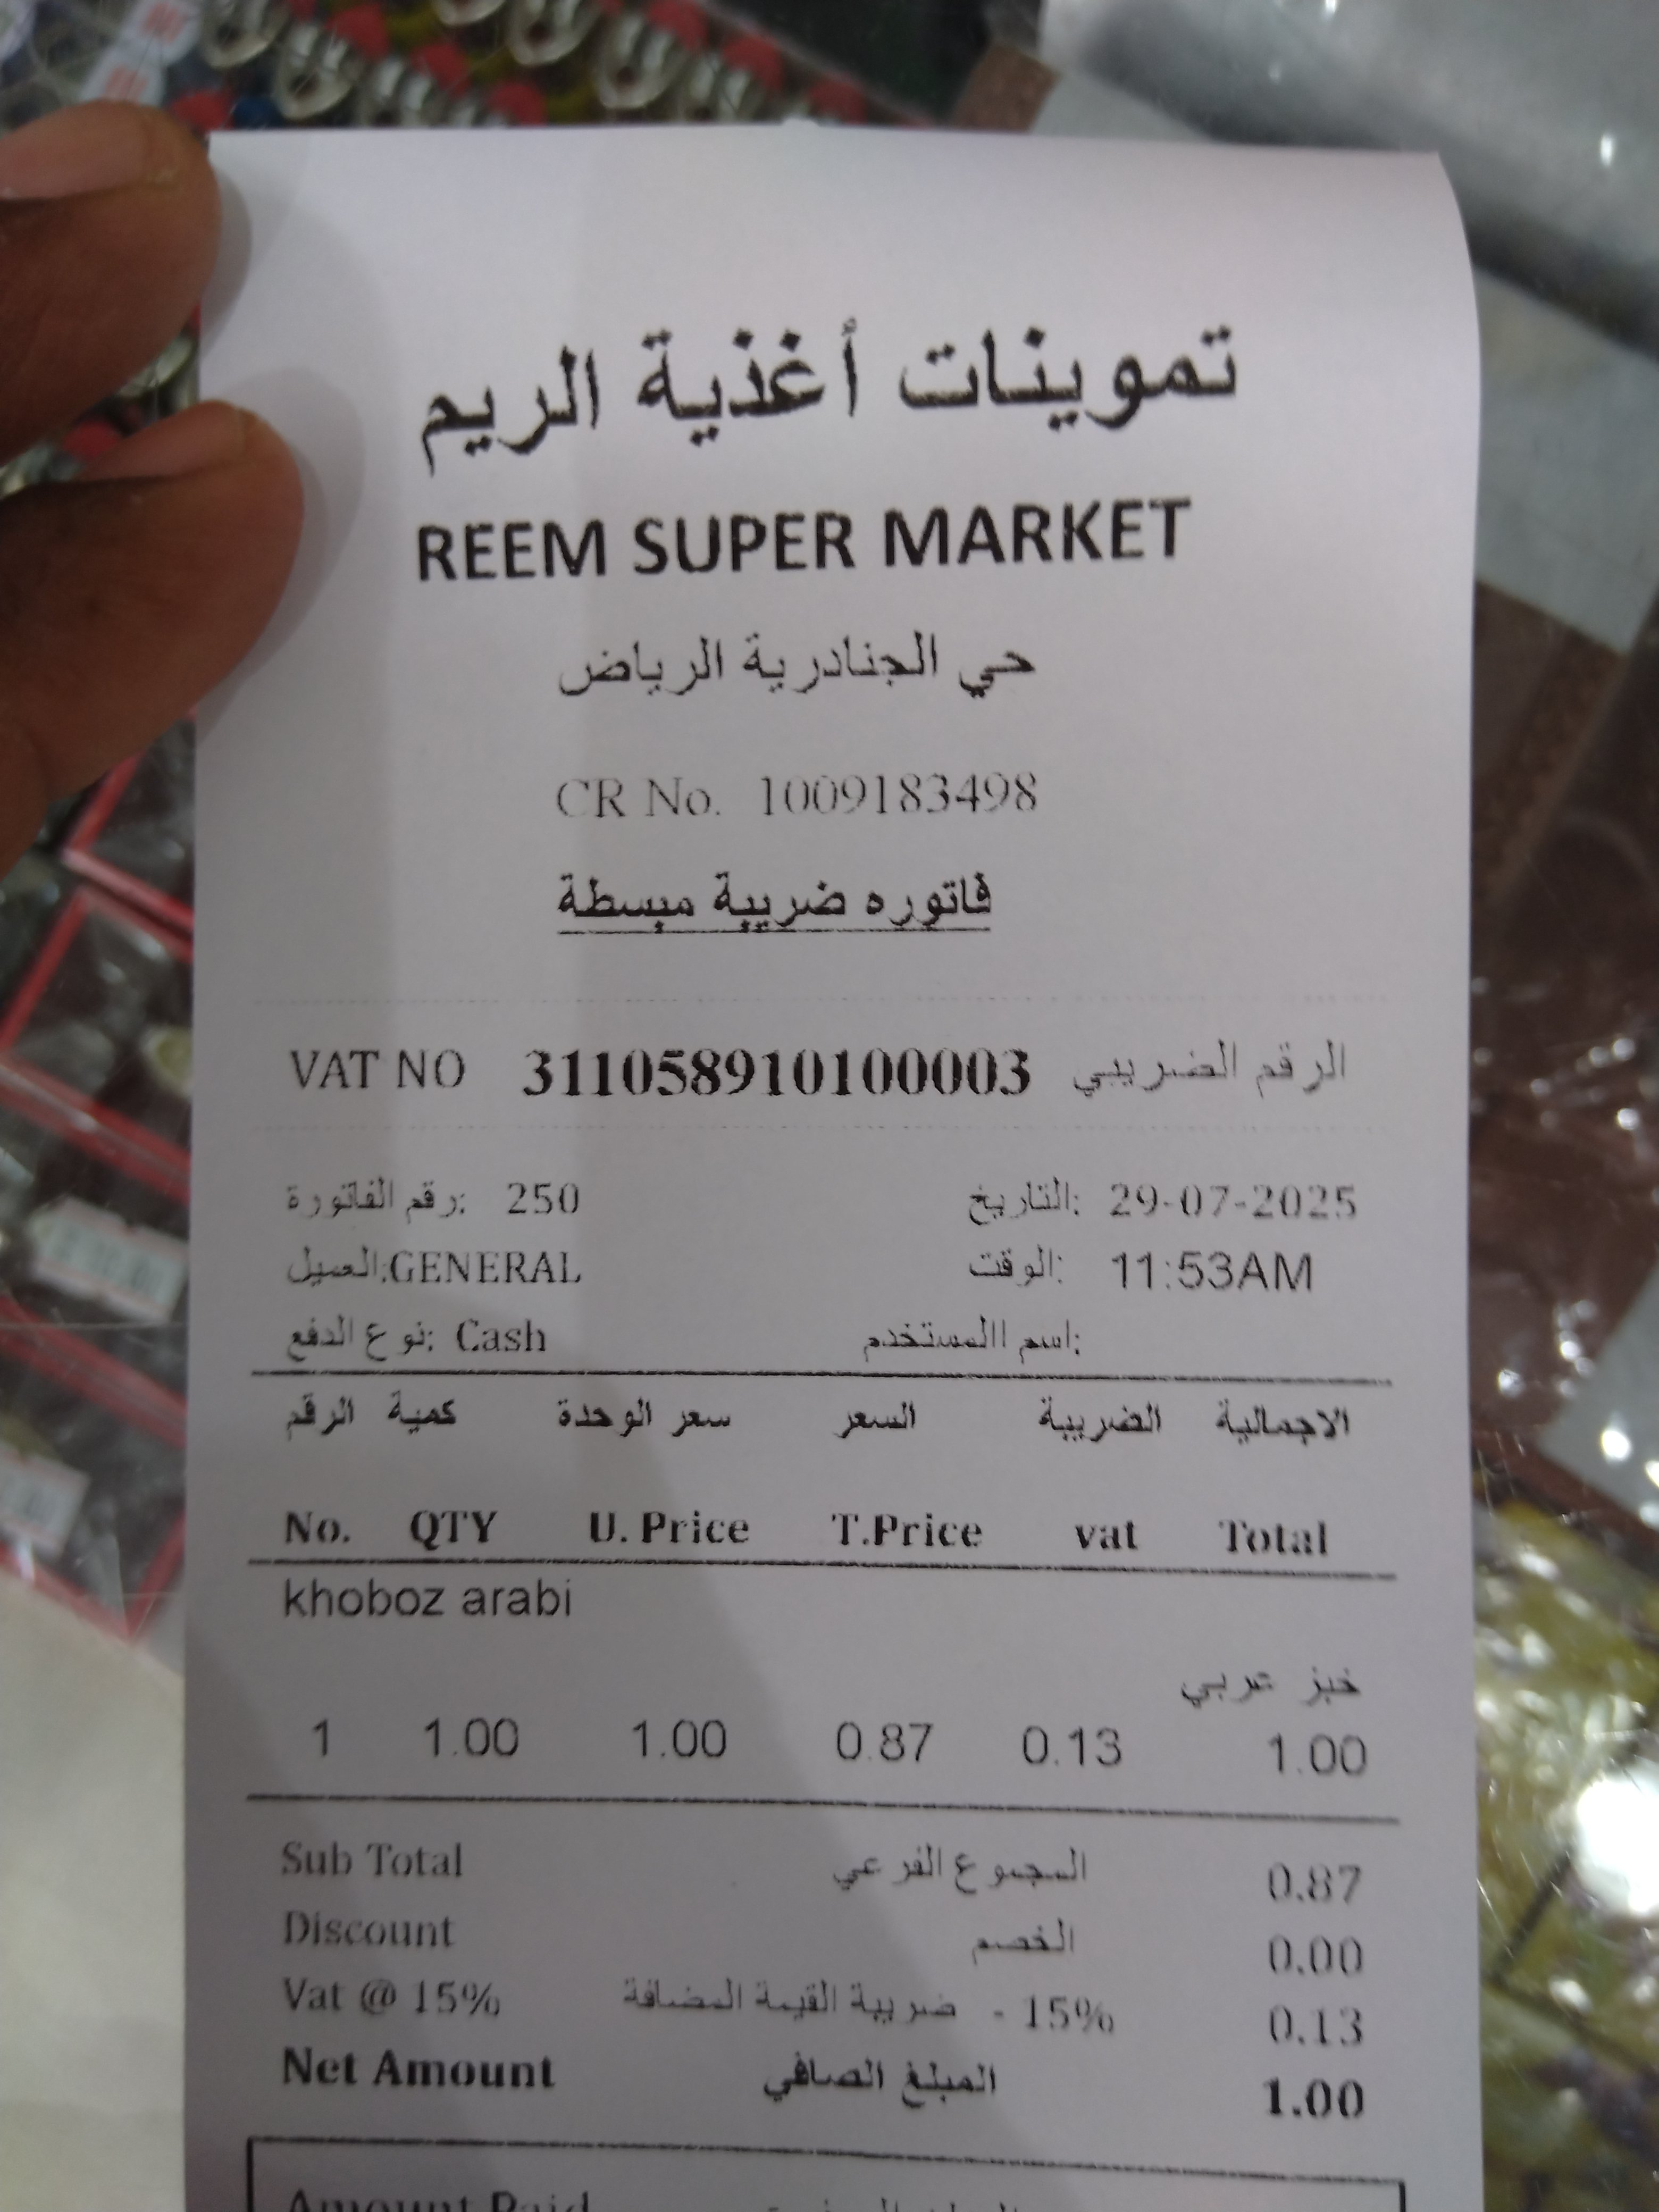 تموينات أغذية الريم
REEM SUPER MARKET
حي الجنادرية الرياض
CR No. 1009183498
فاتوره ضريبة مبسطة
VAT NO 311058910100003 الرقم الضريبي
رقم الفاتورة: 250 التاريخ: 29-07-2025
العميل:GENERAL الوقت: 11:53AM
نوع الدفع: Cash اسم االمستخدم:
الرقم كمية سعر الوحدة السعر الضريبة الاجمالية
No. QTY U. Price T.Price vat Total
khoboz arabi
خبز عربي
1 1.00 1.00 0.87 0.13 1.00
Sub Total المجموع الفرعي 0.87
Discount الخصم 0.00
Vat @ 15% ضريبة القيمة المضافة - 15% 0.13
Net Amount المبلغ الصافي 1.00
Amount Paid